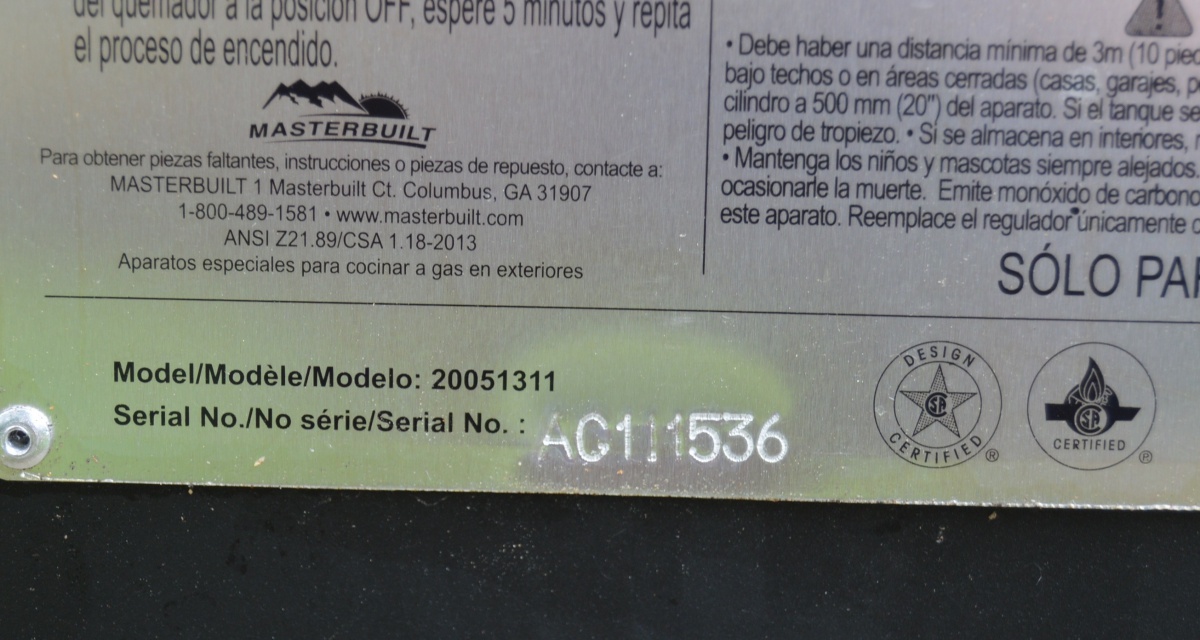 del quemador a la posición OFF, espere 5 minutos y repita
el proceso de encendido.
MASTERBUILT
Para obtener piezas faltantes, instrucciones o piezas de repuesto, contacte a:
MASTERBUILT 1 Masterbuilt Ct. Columbus, GA 31907
1-800-489-1581 • www.masterbuilt.com
ANSI Z21.89/CSA 1.18-2013
Aparatos especiales para cocinar a gas en exteriores
• Debe haber una distancia mínima de 3m (10
bajo techos o en áreas cerradas (casas, garajes,
cilindro a 500 mm (20") del aparato. Si el tanque se
peligro de tropiezo. • Si se almacena en interiores,
• Mantenga los niños y mascotas siempre alejados.
ocasionarle la muerte. Emite monóxido de carbono
este aparato. Reemplace el regulador únicamente
SÓLO
Model/Modèle/Modelo: 20051311
Serial No./No série/Serial No. :
DESIGN
SA
CERTIFIED ®
SA
CERTIFIED ®